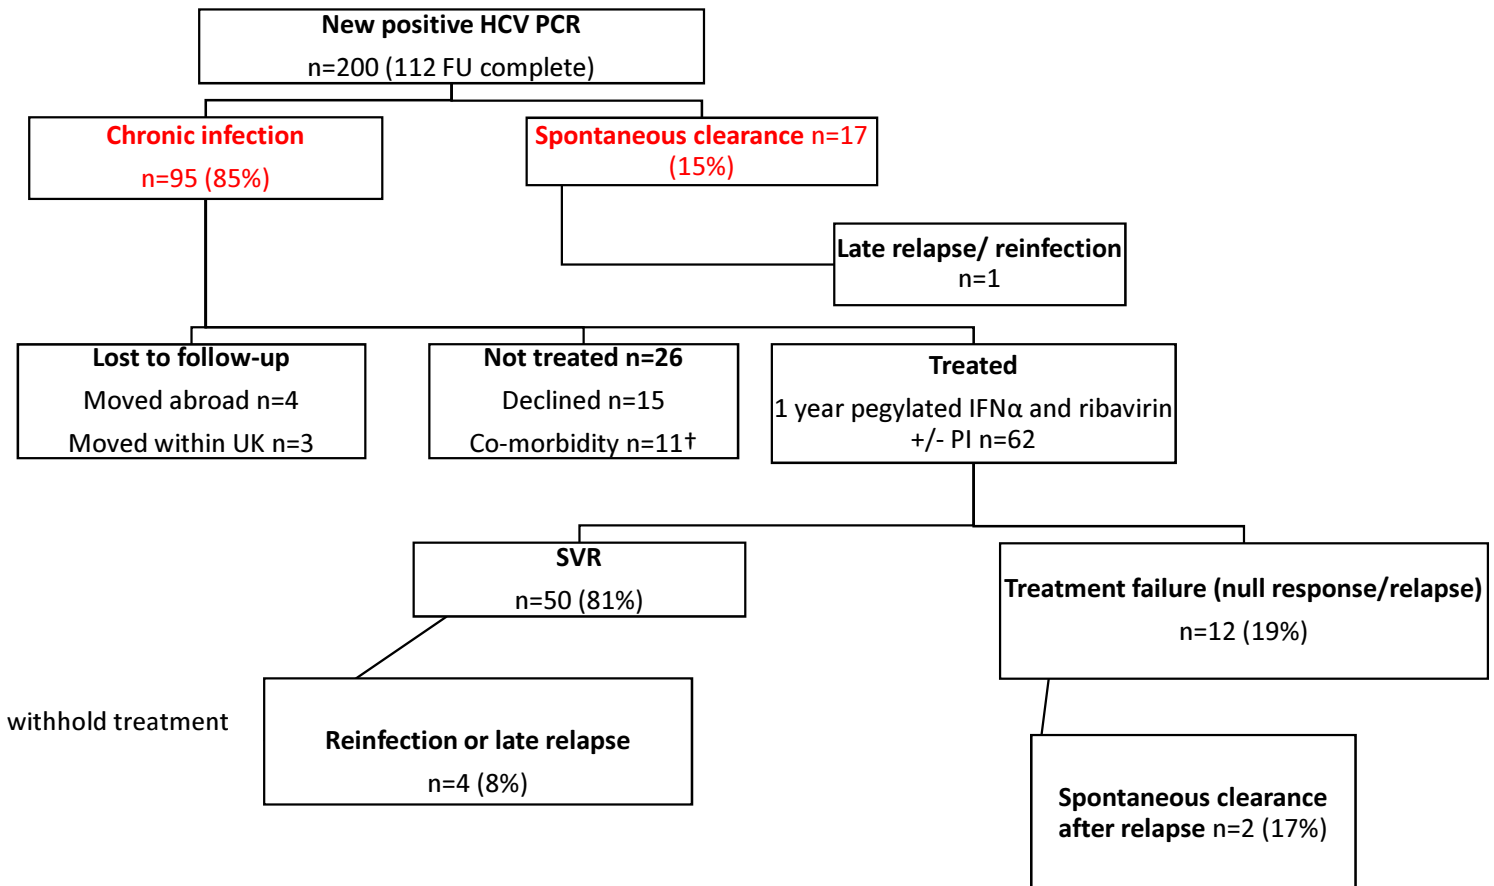 New positive HCV PCR
n=200 (112 FU complete)
Chronic infection
n=95 (85%)
Spontaneous clearance n=17
(15%)
Late relapse/ reinfection
n=1
Lost to follow-up
Moved abroad n=4
Moved within UK n=3
Not treated n=26
Declined n=15
Co-morbidity n=11†
Treated
1 year pegylated IFNα and ribavirin
+/- PI n=62
SVR
n=50 (81%)
Treatment failure (null response/relapse)
n=12 (19%)
withhold treatment
Reinfection or late relapse
n=4 (8%)
Spontaneous clearance
after relapse n=2 (17%)